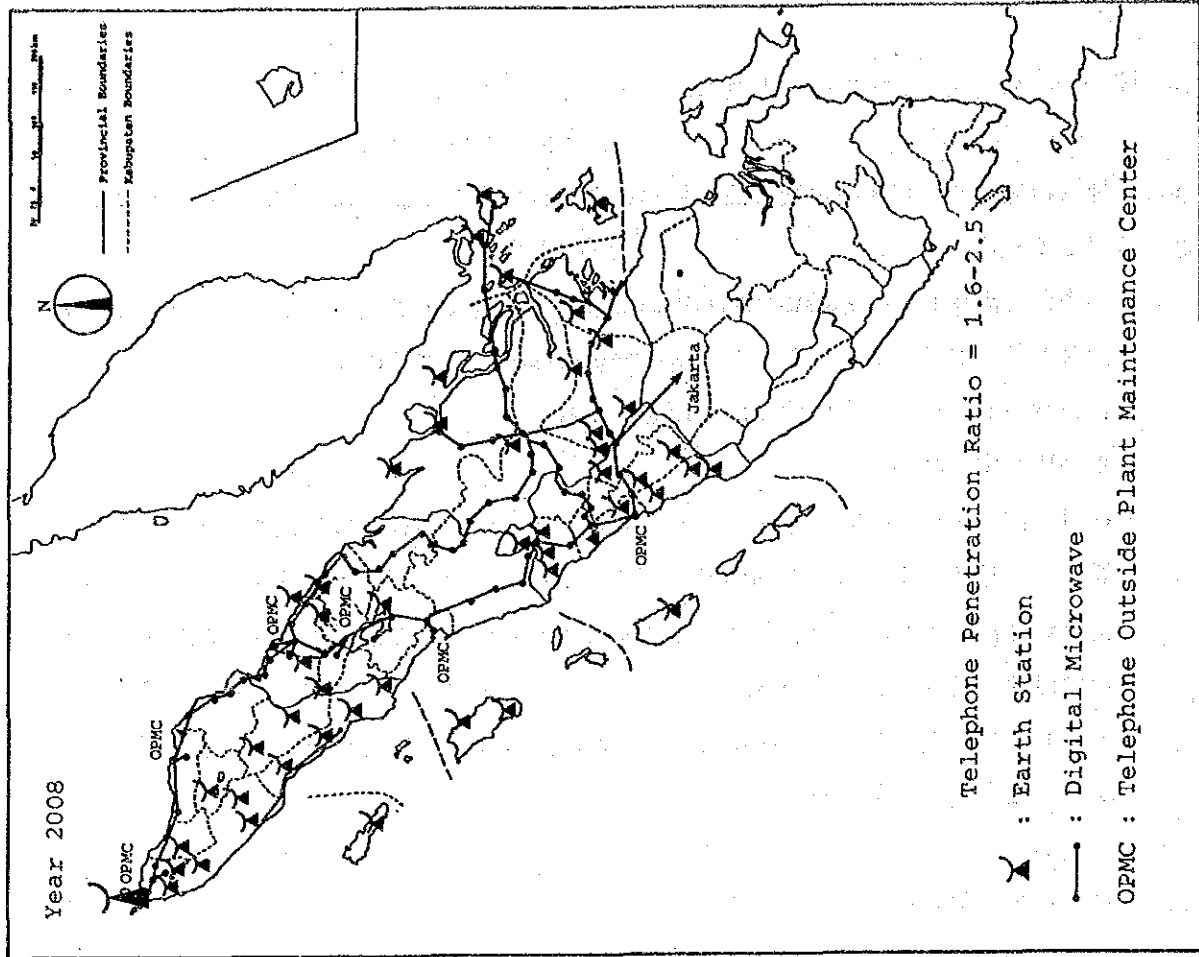 Year 2008
N
Provincial Boundaries
Kabupaten Boundaries
OPMC
OPMC
OPMC
OPMC
OPMC
OPMC
Jakarta
Telephone Penetration Ratio = 1.6-2.5
: Earth Station
: Digital Microwave
OPMC : Telephone Outside Plant Maintenance Center